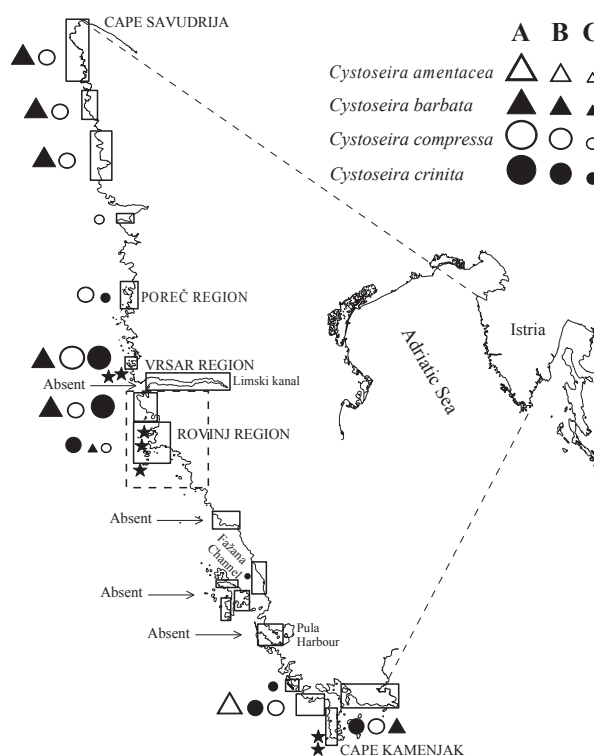 CAPE SAVUDRIJA
A B C
Cystoseira amentacea
Cystoseira barbata
Cystoseira compressa
Cystoseira crinita
POREČ REGION
Istria
Adriatic Sea
VRSAR REGION
Absent
Limski kanal
ROVINJ REGION
Absent
Fažana
Channel
Absent
Absent
Pula
Harbour
CAPE KAMENJAK